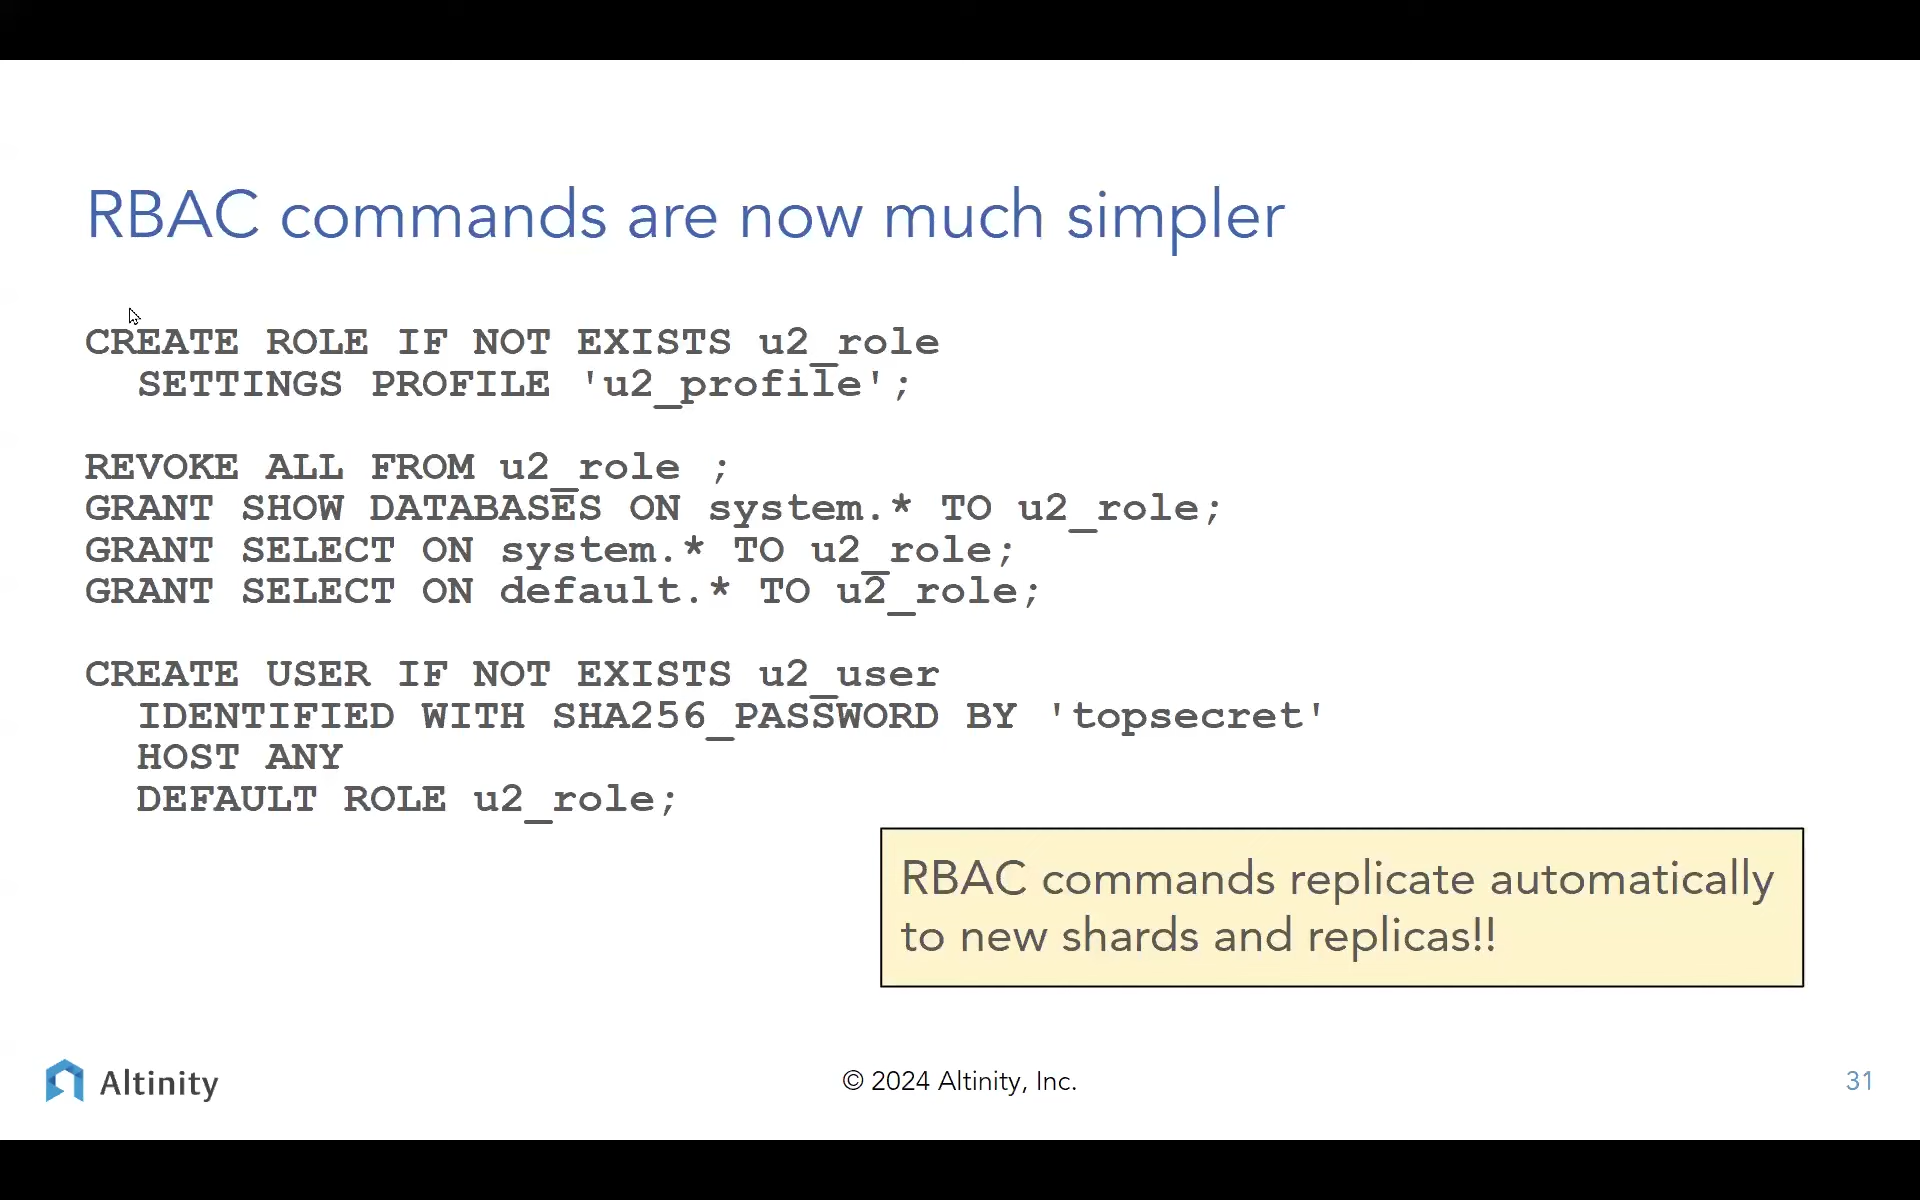 RBAC commands are now much simpler
CREATE ROLE IF NOT EXISTS u2_role
SETTINGS PROFILE 'u2_profile';
REVOKE ALL FROM u2_role ;
GRANT SHOW DATABASES ON system.* TO u2_role;
GRANT SELECT ON system.* TO u2_role;
GRANT SELECT ON default.* TO u2_role;
CREATE USER IF NOT EXISTS u2_user
IDENTIFIED WITH SHA256_PASSWORD BY 'topsecret'
HOST ANY
DEFAULT ROLE u2_role;
RBAC commands replicate automatically
to new shards and replicas!!
Altinity
© 2024 Altinity, Inc.
31